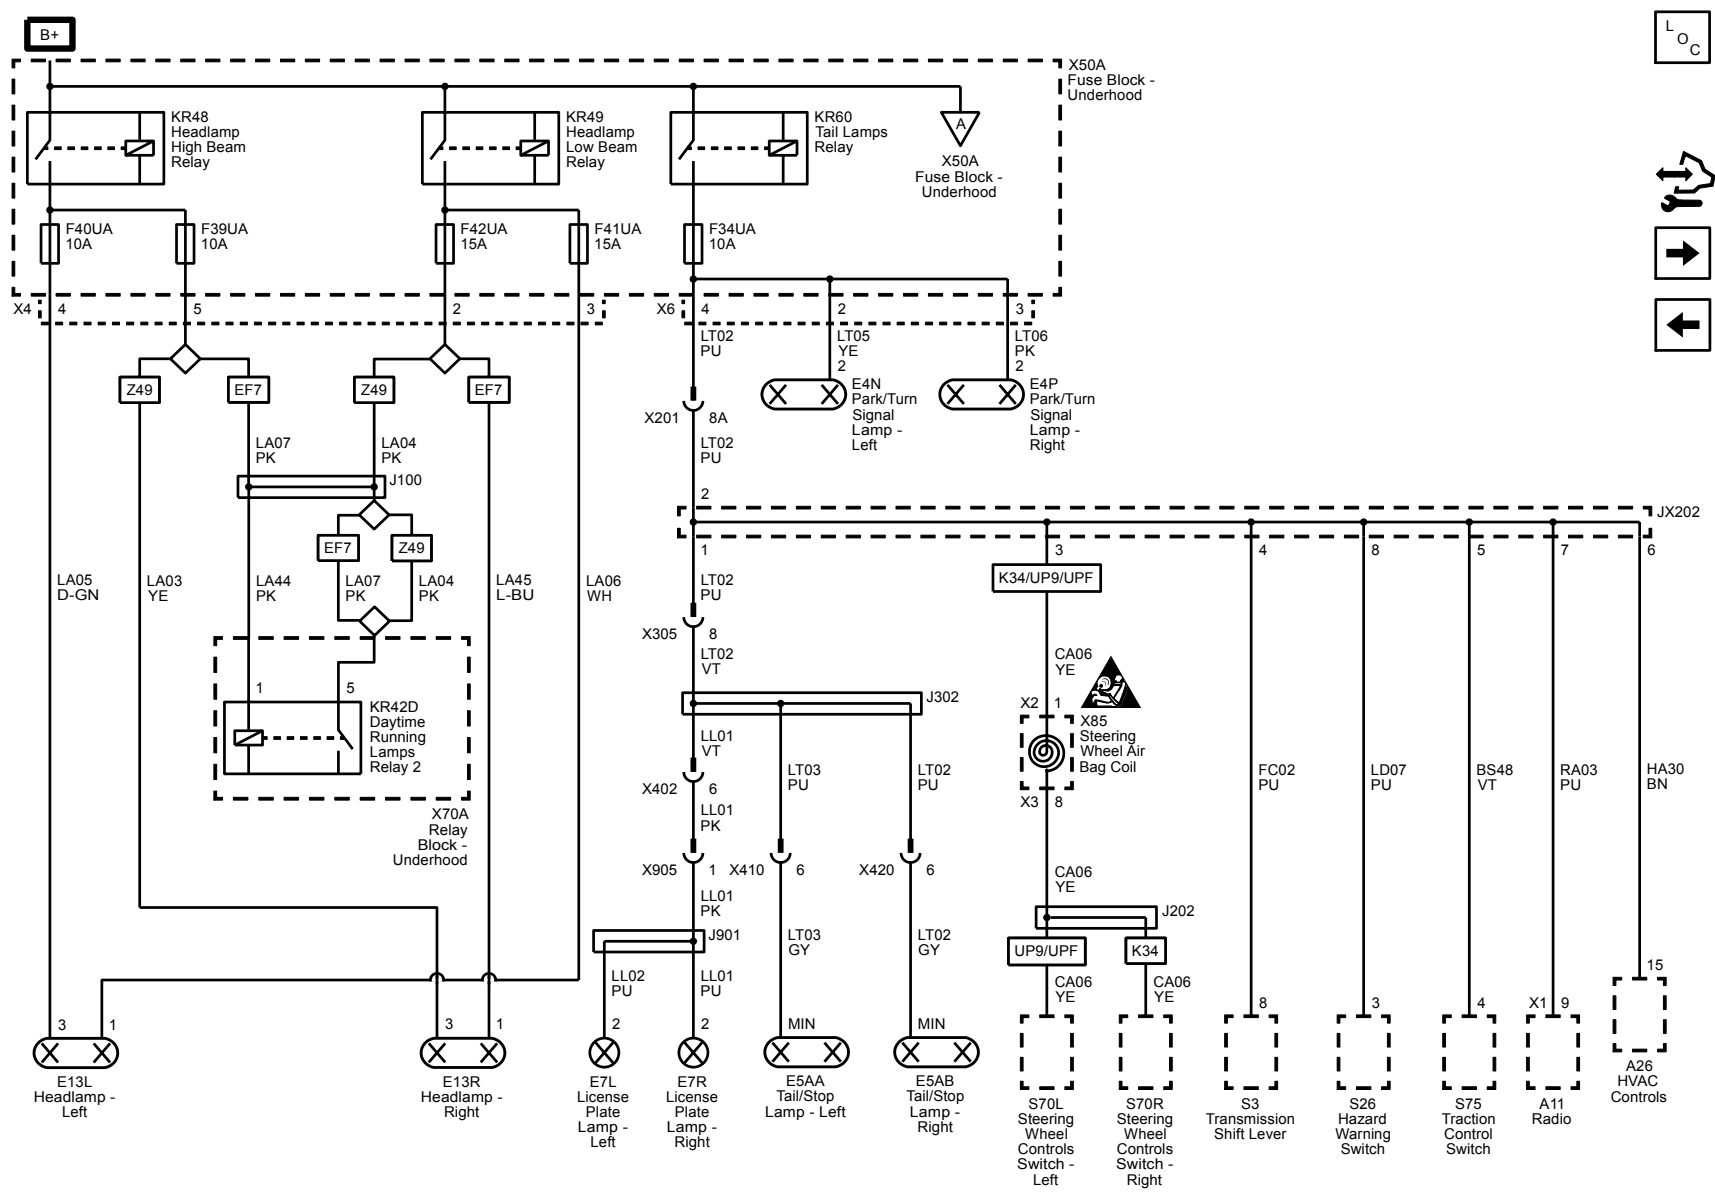 B+
L
O
C
X50A
Fuse Block -
Underhood
KR48
Headlamp
High Beam
Relay
KR49
Headlamp
Low Beam
Relay
KR60
Tail Lamps
Relay
A
X50A
Fuse Block -
Underhood
F40UA
10A
F39UA
10A
F42UA
15A
F41UA
15A
F34UA
10A
X4 4 5 2 3 X6 4 2 3
LT02
PU
LT05
YE
2
LT06
PK
2
Z49 EF7 Z49 EF7
E4N
Park/Turn
Signal
Lamp -
Left
E4P
Park/Turn
Signal
Lamp -
Right
X201 8A
LA07
PK
LA04
PK
LT02
PU
J100
2
JX202
EF7 Z49
1 3 4 8 5 7 6
K34/UP9/UPF
LA05
D-GN
LA03
YE
LA44
PK
LA07
PK
LA04
PK
LA45
L-BU
LA06
WH
LT02
PU
X305 8
LT02
VT
CA06
YE
1 5
J302
X2 1
KR42D
Daytime
Running
Lamps
Relay 2
X85
Steering
Wheel Air
Bag Coil
LL01
VT
LT03
PU
LT02
PU
FC02
PU
LD07
PU
BS48
VT
RA03
PU
HA30
BN
X402 6
X3 8
X70A
Relay
Block -
Underhood
LL01
PK
X905 1 X410 6 X420 6
CA06
YE
LL01
PK
J202
J901
LT03
GY
LT02
GY
UP9/UPF K34
LL02
PU
LL01
PU
CA06
YE
CA06
YE
15
3 1 3 1 2 2 MIN MIN
8 3 4 X1 9
E13L
Headlamp -
Left
E13R
Headlamp -
Right
E7L
License
Plate
Lamp -
Left
E7R
License
Plate
Lamp -
Right
E5AA
Tail/Stop
Lamp - Left
E5AB
Tail/Stop
Lamp -
Right
S70L
Steering
Wheel
Controls
Switch -
Left
S70R
Steering
Wheel
Controls
Switch -
Right
S3
Transmission
Shift Lever
S26
Hazard
Warning
Switch
S75
Traction
Control
Switch
A11
Radio
A26
HVAC
Controls